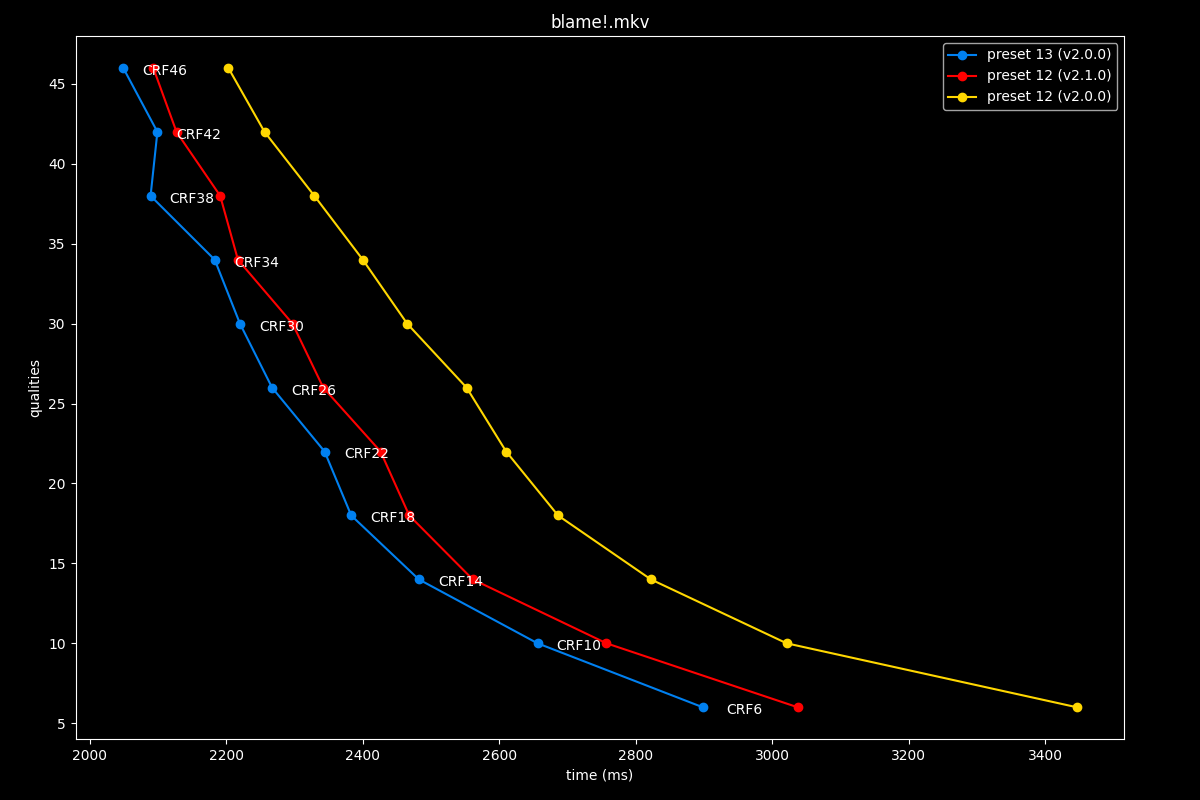 blame!.mkv
preset 13 (v2.0.0)
preset 12 (v2.1.0)
preset 12 (v2.0.0)
qualities
45
40
35
30
25
20
15
10
5
CRF46
CRF42
CRF38
CRF34
CRF30
CRF26
CRF22
CRF18
CRF14
CRF10
CRF6
2000 2200 2400 2600 2800 3000 3200 3400
time (ms)